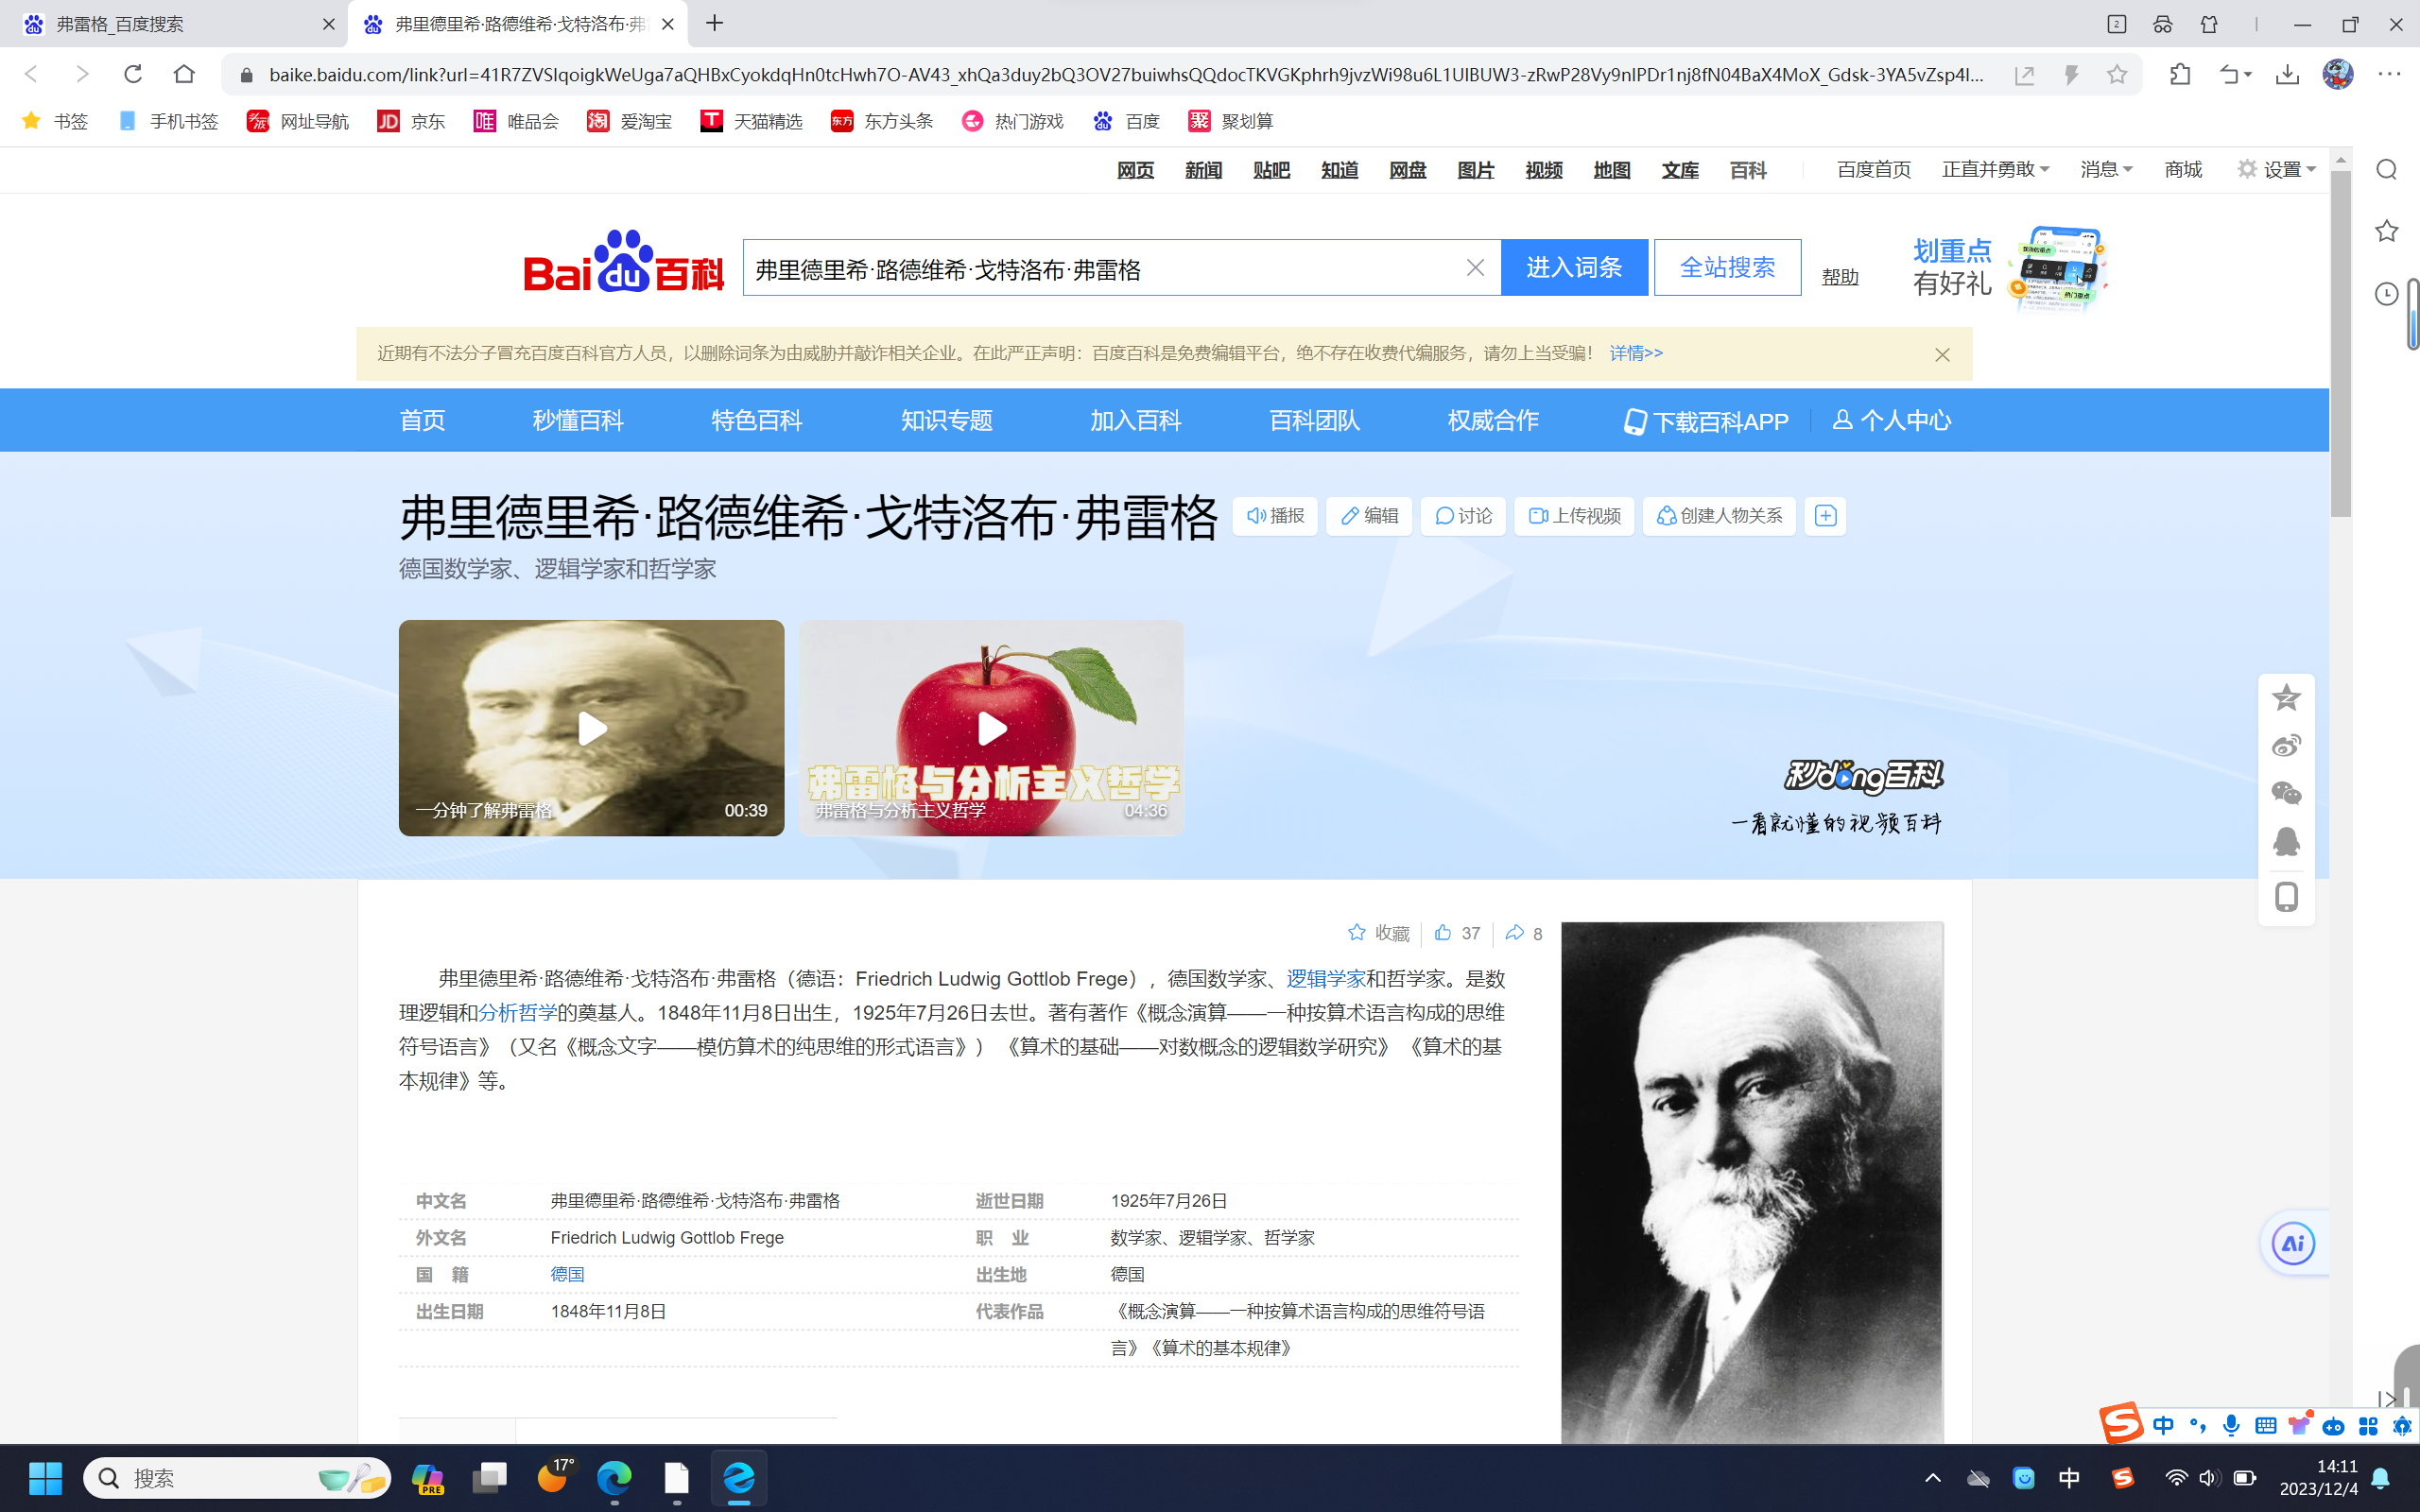 弗雷格_百度搜索
弗里德里希·路德维希·戈特洛布·弗
2
baike.baidu.com/link?url=41R7ZVSIqoigkWeUga7aQHBxCyokdqHn0tcHwh7O-AV43_xhQa3duy2bQ3OV27buiwhsQQdocTKVGKphrh9jvzWi98u6L1UIBUW3-zRwP28Vy9nIPDr1nj8fN04BaX4MoX_Gdsk-3YA5vZsp4l...
书签 手机书签 网址导航 JD 京东 唯 唯品会 淘 爱淘宝 T 天猫精选 东方 东方头条 热门游戏 百度 聚 聚划算
网页 新闻 贴吧 知道 网盘 图片 视频 地图 文库 百科 百度首页 正直并勇敢 消息 商城 设置
Bai du 百科 弗里德里希·路德维希·戈特洛布·弗雷格 进入词条 全站搜索 帮助
划重点
有好礼
近期有不法分子冒充百度百科官方人员，以删除词条为由威胁并敲诈相关企业。在此严正声明：百度百科是免费编辑平台，绝不存在收费代编服务，请勿上当受骗！ 详情>>
首页 秒懂百科 特色百科 知识专题 加入百科 百科团队 权威合作 下载百科APP 个人中心
弗里德里希·路德维希·戈特洛布·弗雷格 播报 编辑 讨论 上传视频 创建人物关系
德国数学家、逻辑学家和哲学家
弗雷格与分析主义哲学
一分钟了解弗雷格 00:39
弗雷格与分析主义哲学 04:36
秒dong百科
一看就懂的视频百科
收藏 37 8
弗里德里希·路德维希·戈特洛布·弗雷格（德语：Friedrich Ludwig Gottlob Frege），德国数学家、逻辑学家和哲学家。是数
理逻辑和分析哲学的奠基人。1848年11月8日出生，1925年7月26日去世。著有著作《概念演算——一种按算术语言构成的思维
符号语言》（又名《概念文字——模仿算术的纯思维的形式语言》） 《算术的基础——对数概念的逻辑数学研究》 《算术的基
本规律》等。
中文名 弗里德里希·路德维希·戈特洛布·弗雷格 逝世日期 1925年7月26日
外文名 Friedrich Ludwig Gottlob Frege 职 业 数学家、逻辑学家、哲学家
国 籍 德国 出生地 德国
出生日期 1848年11月8日 代表作品 《概念演算——一种按算术语言构成的思维符号语
言》《算术的基本规律》
Ai
S 中
搜索
PRE
17°
中
14:11
2023/12/4